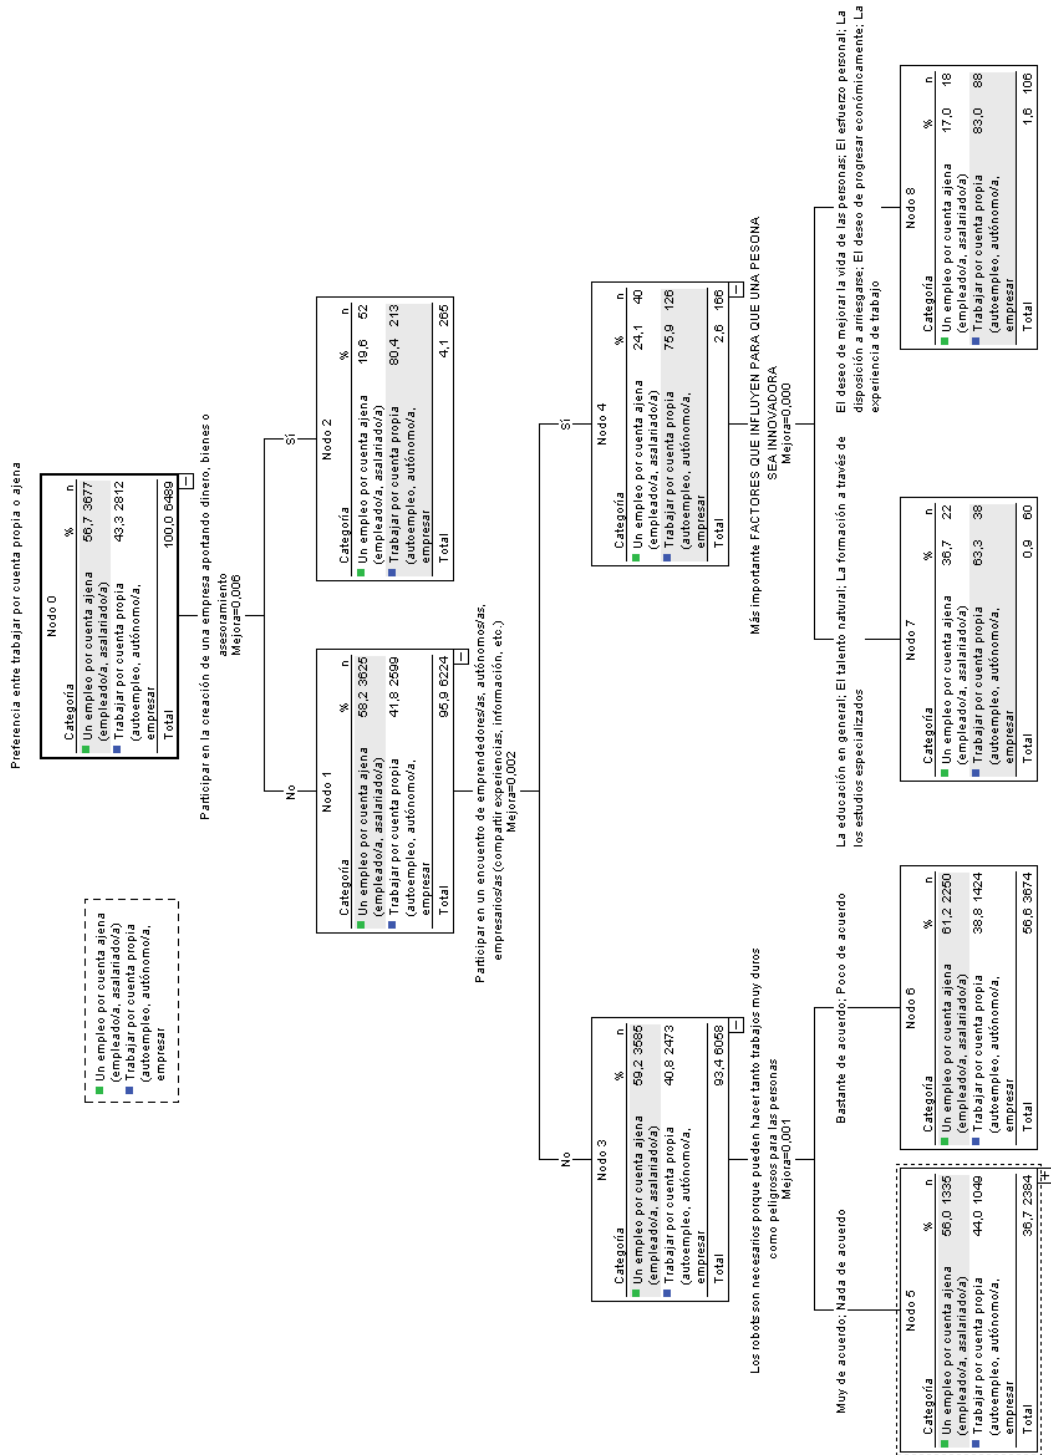 Preferencia entre trabajar por cuenta propia o ajena
Nodo 0
Categoría % n
Un empleo por cuenta ajena 56,7 3677
(empleado/a, asalariado/a)
Trabajar por cuenta propia 43,3 2812
(autoempleo, autónomo/a,
empresar
Total 100,0 6489
Un empleo por cuenta ajena
(empleado/a, asalariado/a)
Trabajar por cuenta propia
(autoempleo, autónomo/a,
empresar
Participar en la creación de una empresa aportando dinero, bienes o
asesoramiento
Mejora=0,006
No
Sí
Nodo 1
Categoría % n
Un empleo por cuenta ajena 58,2 3625
(empleado/a, asalariado/a)
Trabajar por cuenta propia 41,8 2599
(autoempleo, autónomo/a,
empresar
Total 95,9 6224
Nodo 2
Categoría % n
Un empleo por cuenta ajena 19,6 52
(empleado/a, asalariado/a)
Trabajar por cuenta propia 80,4 213
(autoempleo, autónomo/a,
empresar
Total 4,1 265
Participar en un encuentro de emprendedores/as, autónomos/as,
empresarios/as (compartir experiencias, información, etc.)
Mejora=0,002
No
Sí
Nodo 3
Categoría % n
Un empleo por cuenta ajena 59,2 3585
(empleado/a, asalariado/a)
Trabajar por cuenta propia 40,8 2473
(autoempleo, autónomo/a,
empresar
Total 93,4 6058
Nodo 4
Categoría % n
Un empleo por cuenta ajena 24,1 40
(empleado/a, asalariado/a)
Trabajar por cuenta propia 75,9 126
(autoempleo, autónomo/a,
empresar
Total 2,6 166
Los robots son necesarios porque pueden hacer tanto trabajos muy duros
como peligrosos para las personas
Mejora=0,001
Más importante FACTORES QUE INFLUYEN PARA QUE UNA PESONA
SEA INNOVADORA
Mejora=0,000
Muy de acuerdo; Nada de acuerdo
Bastante de acuerdo; Poco de acuerdo
La educación en general; El talento natural; La formación a través de
los estudios especializados
El deseo de mejorar la vida de las personas; El esfuerzo personal; La
disposición a arriesgarse; El deseo de progresar económicamente; La
experiencia de trabajo
Nodo 5
Categoría % n
Un empleo por cuenta ajena 56,0 1335
(empleado/a, asalariado/a)
Trabajar por cuenta propia 44,0 1049
(autoempleo, autónomo/a,
empresar
Total 36,7 2384
Nodo 6
Categoría % n
Un empleo por cuenta ajena 61,2 2250
(empleado/a, asalariado/a)
Trabajar por cuenta propia 38,8 1424
(autoempleo, autónomo/a,
empresar
Total 56,6 3674
Nodo 7
Categoría % n
Un empleo por cuenta ajena 36,7 22
(empleado/a, asalariado/a)
Trabajar por cuenta propia 63,3 38
(autoempleo, autónomo/a,
empresar
Total 0,9 60
Nodo 8
Categoría % n
Un empleo por cuenta ajena 17,0 18
(empleado/a, asalariado/a)
Trabajar por cuenta propia 83,0 88
(autoempleo, autónomo/a,
empresar
Total 1,6 106